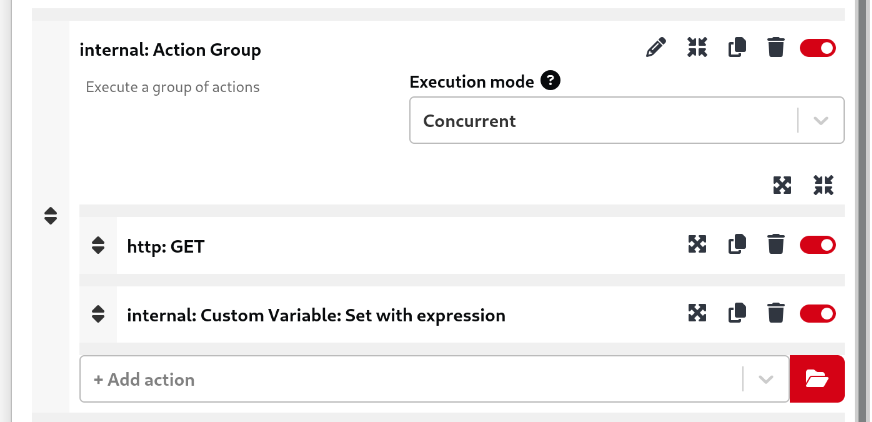 internal: Action Group
Execute a group of actions
Execution mode ?
Concurrent
http: GET
internal: Custom Variable: Set with expression
+ Add action